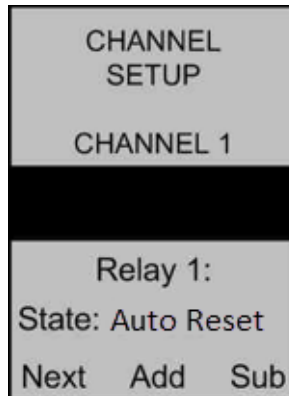 CHANNEL
SETUP
CHANNEL 1
Relay 1:
State: Auto Reset
Next Add Sub